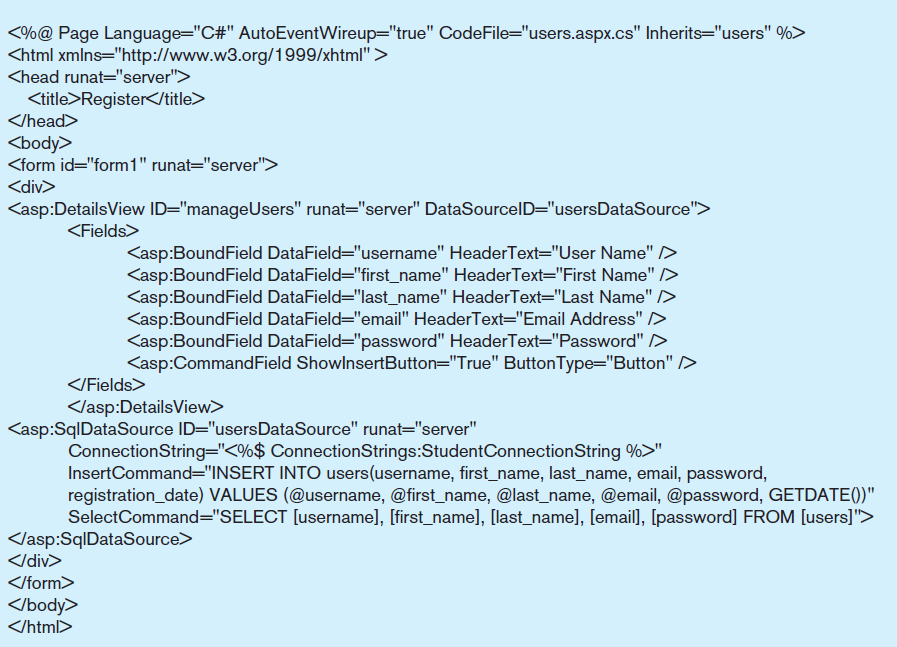 <%@ Page Language="C#" AutoEventWireup="true" CodeFile="users.aspx.cs" Inherits="users" %>
<html xmlns="http://www.w3.org/1999/xhtml" >
<head runat="server">
<title>Register</title>
</head>
<body>
<form id="form1" runat="server">
<div>
<asp:DetailsView ID="manageUsers" runat="server" DataSourceID="usersDataSource">
<Fields>
<asp:BoundField DataField="username" HeaderText="User Name" />
<asp:BoundField DataField="first_name" HeaderText="First Name" />
<asp:BoundField DataField="last_name" HeaderText="Last Name" />
<asp:BoundField DataField="email" HeaderText="Email Address" />
<asp:BoundField DataField="password" HeaderText="Password" />
<asp:CommandField ShowInsertButton="True" ButtonType="Button" />
</Fields>
</asp:DetailsView>
<asp:SqlDataSource ID="usersDataSource" runat="server"
ConnectionString="<%$ ConnectionStrings:StudentConnectionString %>"
InsertCommand="INSERT INTO users(username, first_name, last_name, email, password,
registration_date) VALUES (@username, @first_name, @last_name, @email, @password, GETDATE())"
SelectCommand="SELECT [username], [first_name], [last_name], [email], [password] FROM [users]">
</asp:SqlDataSource>
</div>
</form>
</body>
</html>